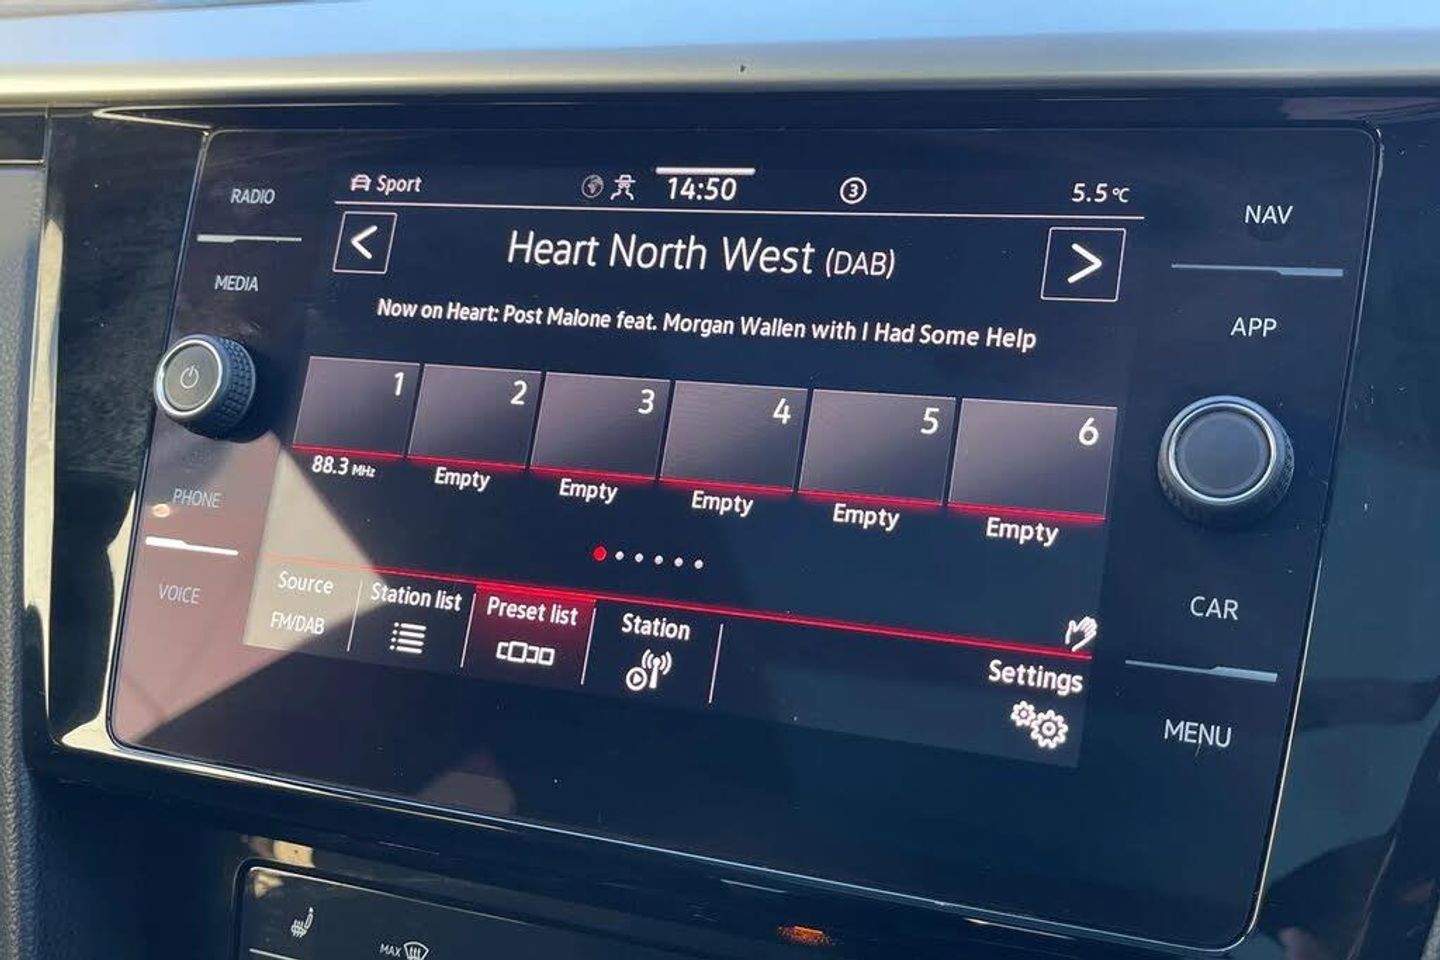 RADIO
MEDIA
PHONE
VOICE
Sport
14:50
3
5.5 °C
<
Heart North West (DAB)
>
Now on Heart: Post Malone feat. Morgan Wallen with I Had Some Help
1
2
3
4
5
6
88.3 MHz
Empty
Empty
Empty
Empty
Empty
Source
FM/DAB
Station list
Preset list
Station
Settings
NAV
APP
CAR
MENU
MAX